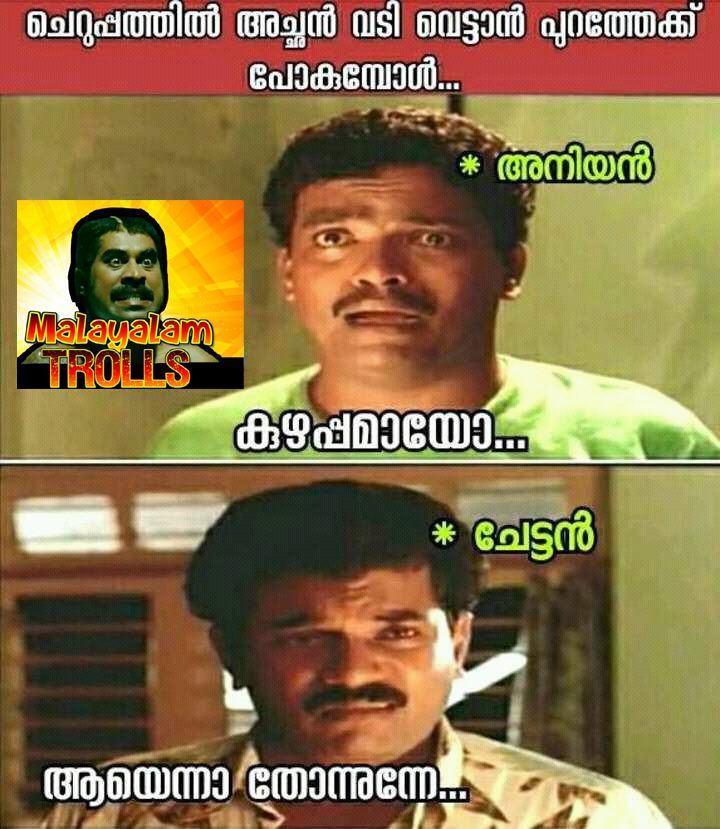 ചെറുപ്പത്തിൽ അച്ഛൻ വടി വെട്ടാൻ പുറത്തേക്ക്
പോകുമ്പോൾ...
* അനിയൻ
Malayalam
TROLLS
കുഴപ്പമായോ...
* ചേട്ടൻ
ആയെന്നാ തോന്നുന്നേ...